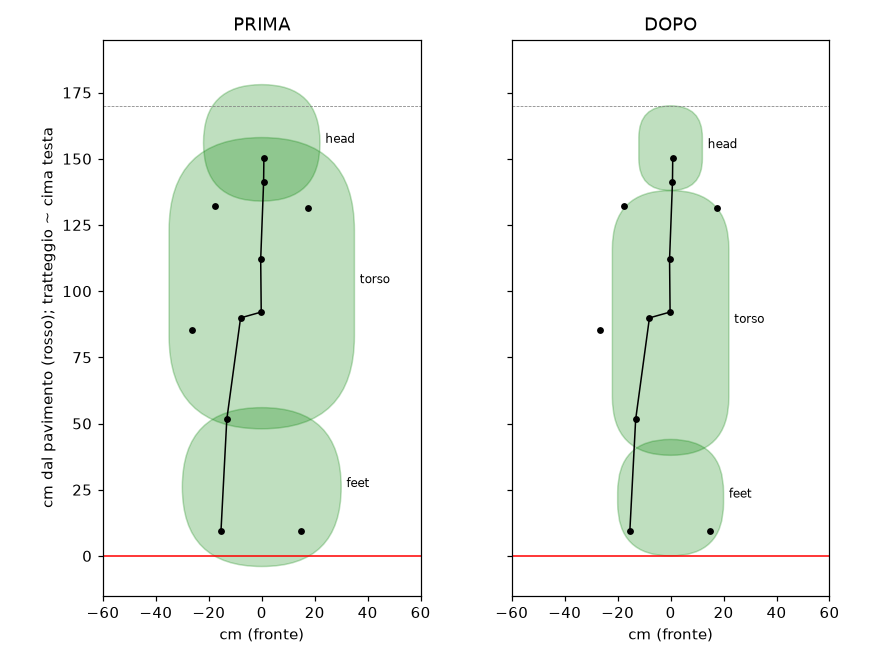 PRIMA
DOPO
cm dal pavimento (rosso); tratteggio ~ cima testa
175
150
125
100
75
50
25
0
head
torso
feet
head
torso
feet
−60 −40 −20 0 20 40 60
−60 −40 −20 0 20 40 60
cm (fronte)
cm (fronte)